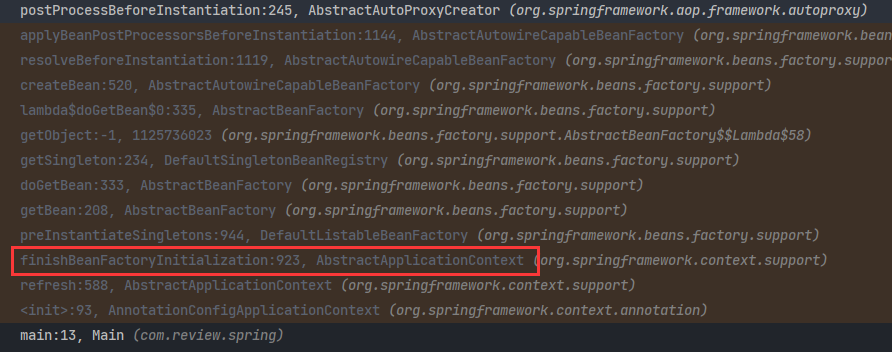 postProcessBeforeInstantiation:245, AbstractAutoProxyCreator (org.springframework.aop.framework.autoproxy)
applyBeanPostProcessorsBeforeInstantiation:1144, AbstractAutowireCapableBeanFactory (org.springframework.bean
resolveBeforeInstantiation:1119, AbstractAutowireCapableBeanFactory (org.springframework.beans.factory.suppor
createBean:520, AbstractAutowireCapableBeanFactory (org.springframework.beans.factory.support)
lambda$doGetBean$0:335, AbstractBeanFactory (org.springframework.beans.factory.support)
getObject:-1, 1125736023 (org.springframework.beans.factory.support.AbstractBeanFactory$$Lambda$58)
getSingleton:234, DefaultSingletonBeanRegistry (org.springframework.beans.factory.support)
doGetBean:333, AbstractBeanFactory (org.springframework.beans.factory.support)
getBean:208, AbstractBeanFactory (org.springframework.beans.factory.support)
preInstantiateSingletons:944, DefaultListableBeanFactory (org.springframework.beans.factory.support)
finishBeanFactoryInitialization:923, AbstractApplicationContext (org.springframework.context.support)
refresh:588, AbstractApplicationContext (org.springframework.context.support)
<init>:93, AnnotationConfigApplicationContext (org.springframework.context.annotation)
main:13, Main (com.review.spring)